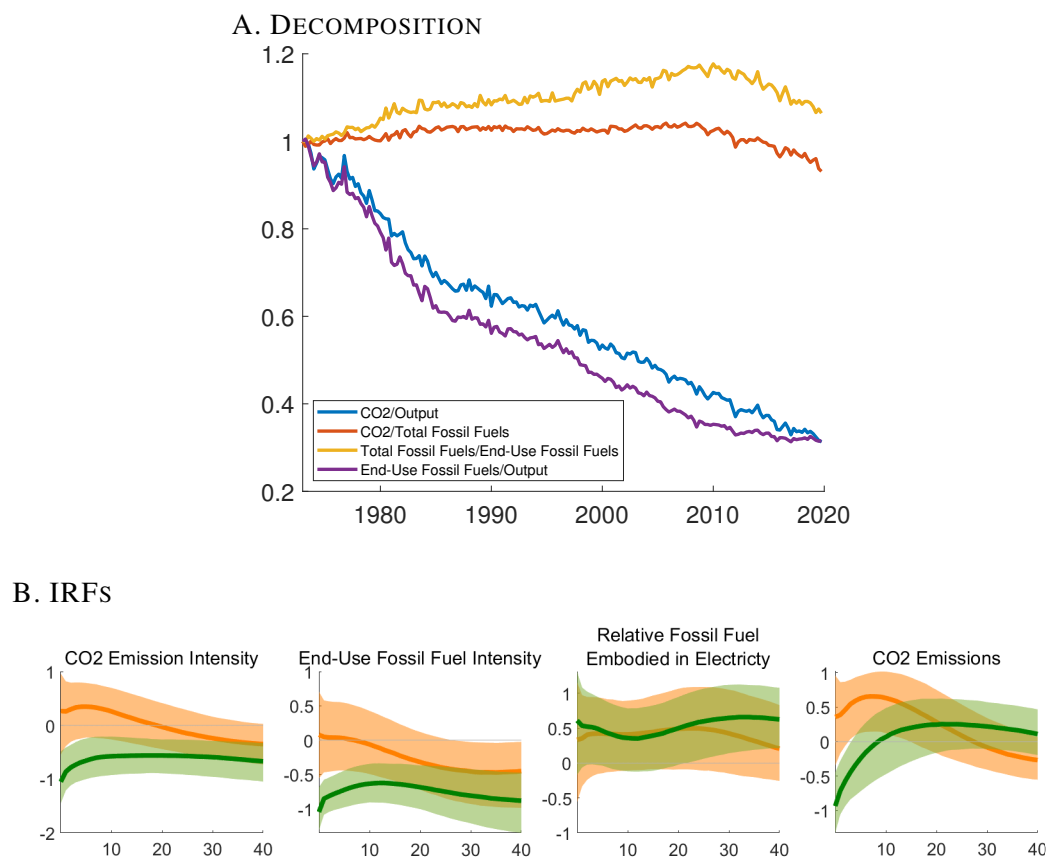 A. DECOMPOSITION
1.2
1
0.8
0.6
0.4
0.2
CO2/Output
CO2/Total Fossil Fuels
Total Fossil Fuels/End-Use Fossil Fuels
End-Use Fossil Fuels/Output
1980 1990 2000 2010 2020
B. IRFS
CO2 Emission Intensity
1
0
-1
-2
10 20 30 40
End-Use Fossil Fuel Intensity
1
0.5
0
-0.5
-1
10 20 30 40
Relative Fossil Fuel
Embodied in Electricty
1
0.5
0
-0.5
-1
10 20 30 40
CO2 Emissions
1
0.5
0
-0.5
-1
10 20 30 40